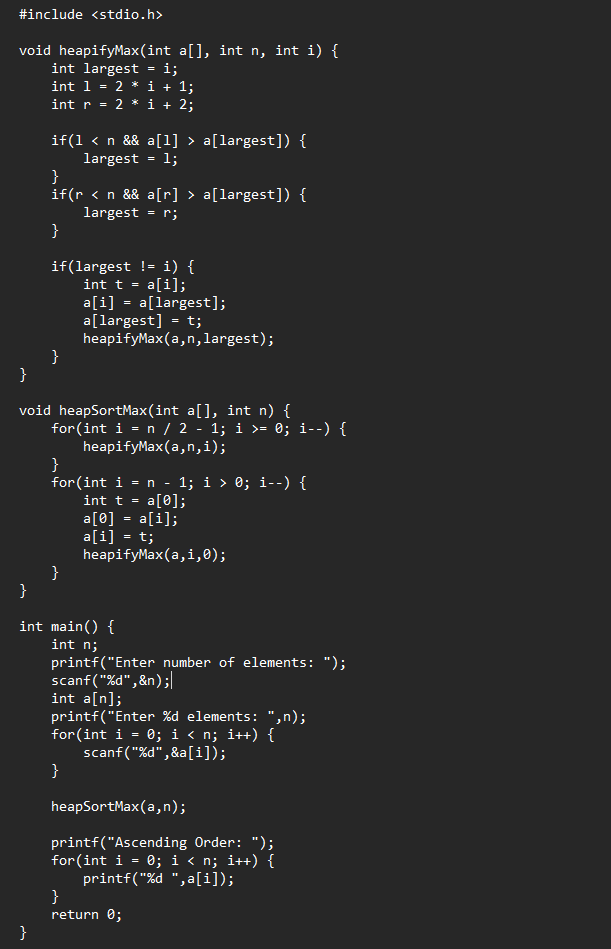 #include <stdio.h>

void heapifyMax(int a[], int n, int i) {
    int largest = i;
    int l = 2 * i + 1;
    int r = 2 * i + 2;

    if(l < n && a[l] > a[largest]) {
        largest = l;
    }
    if(r < n && a[r] > a[largest]) {
        largest = r;
    }

    if(largest != i) {
        int t = a[i];
        a[i] = a[largest];
        a[largest] = t;
        heapifyMax(a,n,largest);
    }
}

void heapSortMax(int a[], int n) {
    for(int i = n / 2 - 1; i >= 0; i--) {
        heapifyMax(a,n,i);
    }
    for(int i = n - 1; i > 0; i--) {
        int t = a[0];
        a[0] = a[i];
        a[i] = t;
        heapifyMax(a,i,0);
    }
}

int main() {
    int n;
    printf("Enter number of elements: ");
    scanf("%d",&n);
    int a[n];
    printf("Enter %d elements: ",n);
    for(int i = 0; i < n; i++) {
        scanf("%d",&a[i]);
    }

    heapSortMax(a,n);

    printf("Ascending Order: ");
    for(int i = 0; i < n; i++) {
        printf("%d ",a[i]);
    }
    return 0;
}